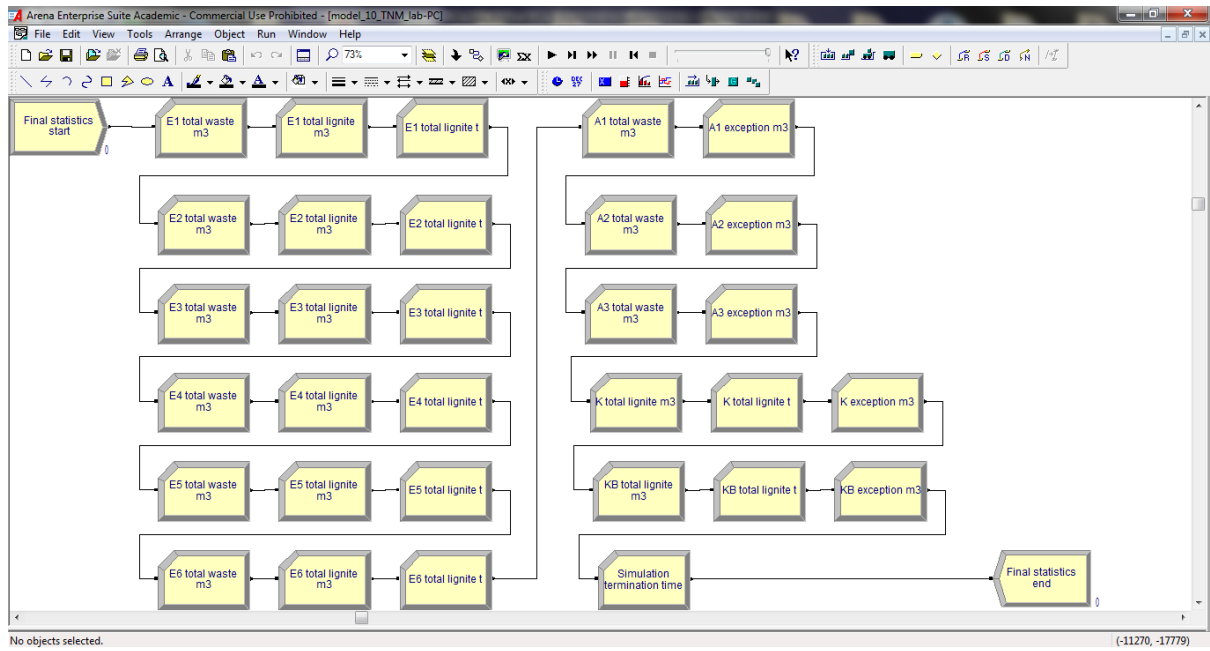 Arena Enterprise Suite Academic - Commercial Use Prohibited - [model_10_TNM_lab-PC]
File Edit View Tools Arrange Object Run Window Help
73%
Final statistics
start
0
E1 total waste
m3
E1 total lignite
m3
E1 total lignite t
E2 total waste
m3
E2 total lignite
m3
E2 total lignite t
E3 total waste
m3
E3 total lignite
m3
E3 total lignite t
E4 total waste
m3
E4 total lignite
m3
E4 total lignite t
E5 total waste
m3
E5 total lignite
m3
E5 total lignite t
E6 total waste
m3
E6 total lignite
m3
E6 total lignite t
A1 total waste
m3
A1 exception m3
A2 total waste
m3
A2 exception m3
A3 total waste
m3
A3 exception m3
K total lignite m3
K total lignite t
K exception m3
KB total lignite
m3
KB total lignite t
KB exception m3
Simulation
termination time
Final statistics
end
0
No objects selected.
(-11270, -17779)